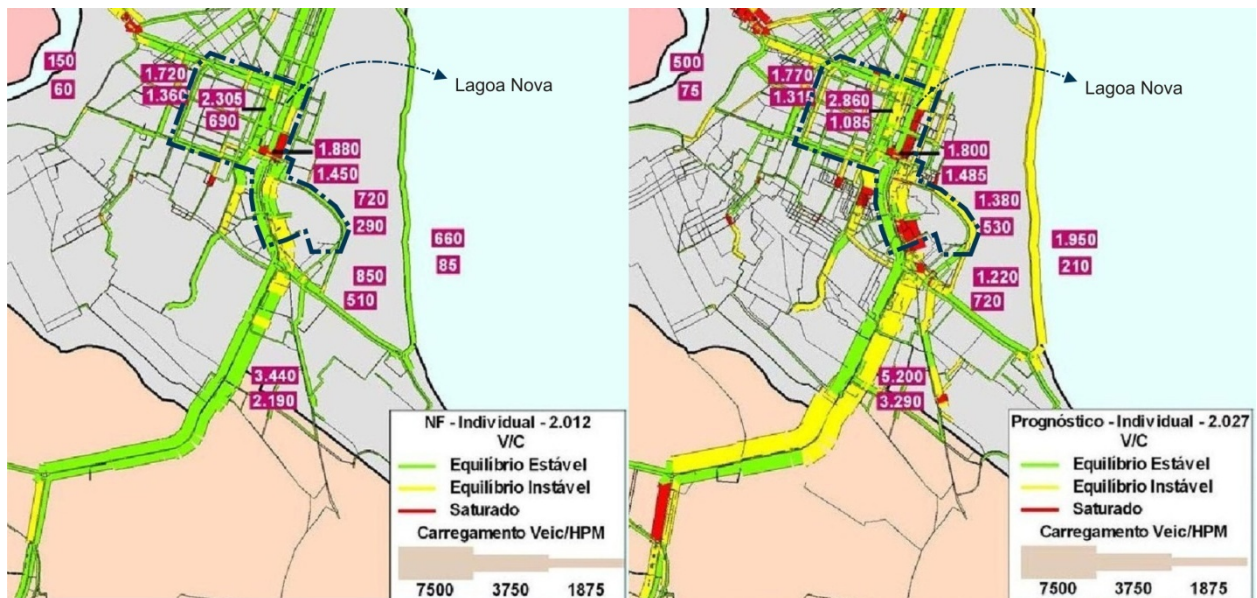 150
60
1.720
1.360
2.305
690
Lagoa Nova
1.880
1.450
720
290
660
85
850
510
3.440
2.190
NF - Individual - 2.012
V/C
Equilíbrio Estável
Equilíbrio Instável
Saturado
Carregamento Veic/HPM
7500 3750 1875
500
75
1.770
1.315
2.860
1.085
Lagoa Nova
1.800
1.485
1.380
530
1.950
210
1.220
720
5.200
3.290
Prognóstico - Individual - 2.027
V/C
Equilíbrio Estável
Equilíbrio Instável
Saturado
Carregamento Veic/HPM
7500 3750 1875